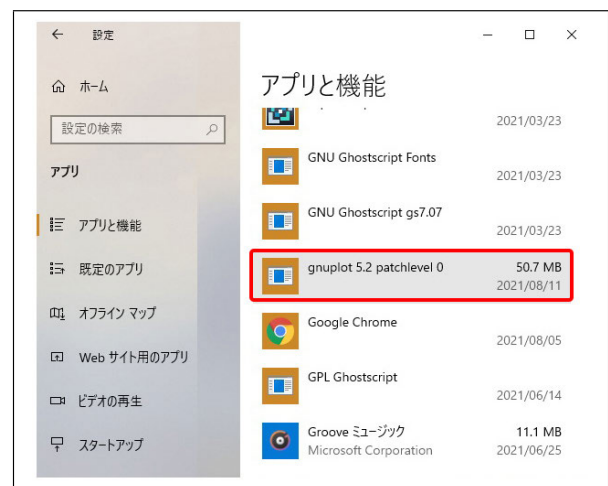 ← 設定
ホーム
設定の検索
アプリ
アプリと機能
既定のアプリ
オフライン マップ
Web サイト用のアプリ
ビデオの再生
スタートアップ
アプリと機能
2021/03/23
GNU Ghostscript Fonts
2021/03/23
GNU Ghostscript gs7.07
2021/03/23
gnuplot 5.2 patchlevel 0 50.7 MB
2021/08/11
Google Chrome
2021/08/05
GPL Ghostscript
2021/06/14
Groove ミュージック 11.1 MB
Microsoft Corporation 2021/06/25